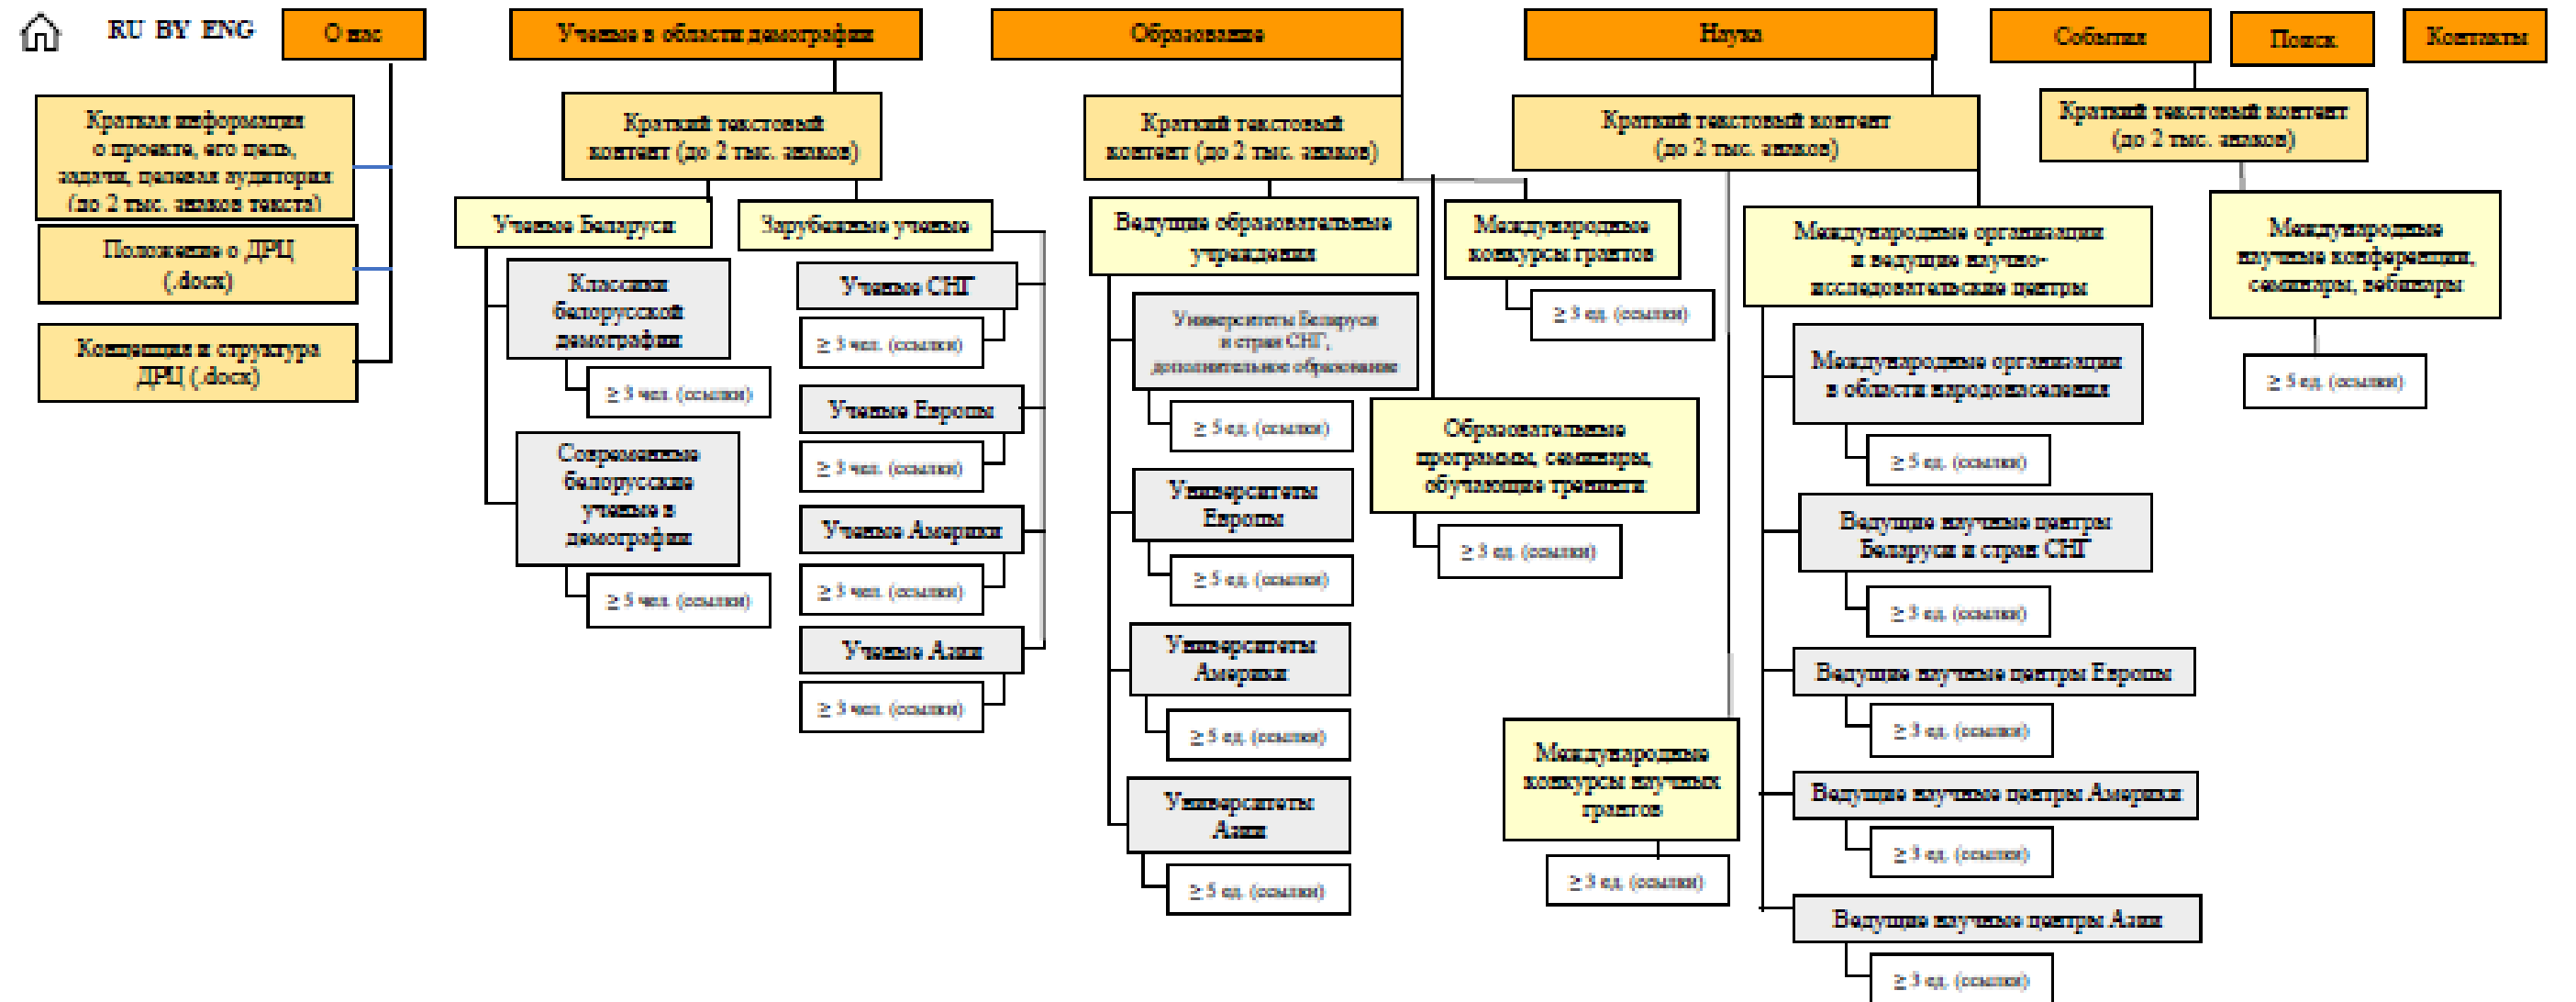 RU BY ENG
О нас
Ученые в области демографии
Образование
Наука
События
Поиск
Контакты
Краткая информация
о проекте, его цель,
задачи, целевая аудитория
(до 2 тыс. знаков текста)
Положение о ДРЦ
(.docx)
Концепция и структура
ДРЦ (.docx)
Краткий текстовый
контент (до 2 тыс. знаков)
Ученые Беларуси
Классики
белорусской
демографии
≥ 3 чел. (ссылки)
Современные
белорусские
ученые в
демографии
≥ 5 чел. (ссылки)
Зарубежные ученые
Ученые СНГ
≥ 3 чел. (ссылки)
Ученые Европы
≥ 3 чел. (ссылки)
Ученые Америки
≥ 3 чел. (ссылки)
Ученые Азии
≥ 3 чел. (ссылки)
Краткий текстовый
контент (до 2 тыс. знаков)
Ведущие образовательные
учреждения
Университеты Беларуси
и стран СНГ,
дополнительное образование
≥ 5 ед. (ссылки)
Университеты
Европы
≥ 5 ед. (ссылки)
Университеты
Америки
≥ 5 ед. (ссылки)
Университеты
Азии
≥ 5 ед. (ссылки)
Международные
конкурсы грантов
≥ 3 ед. (ссылки)
Образовательные
программы, семинары,
обучающие тренинги
≥ 3 ед. (ссылки)
Краткий текстовый контент
(до 2 тыс. знаков)
Международные
конкурсы научных
грантов
≥ 3 ед. (ссылки)
Международные организации
и ведущие научно-
исследовательские центры
Международные организации
в области народонаселения
≥ 5 ед. (ссылки)
Ведущие научные центры
Беларуси и стран СНГ
≥ 3 ед. (ссылки)
Ведущие научные центры Европы
≥ 3 ед. (ссылки)
Ведущие научные центры Америки
≥ 3 ед. (ссылки)
Ведущие научные центры Азии
≥ 3 ед. (ссылки)
Краткий текстовый контент
(до 2 тыс. знаков)
Международные
научные конференции,
семинары, вебинары
≥ 5 ед. (ссылки)